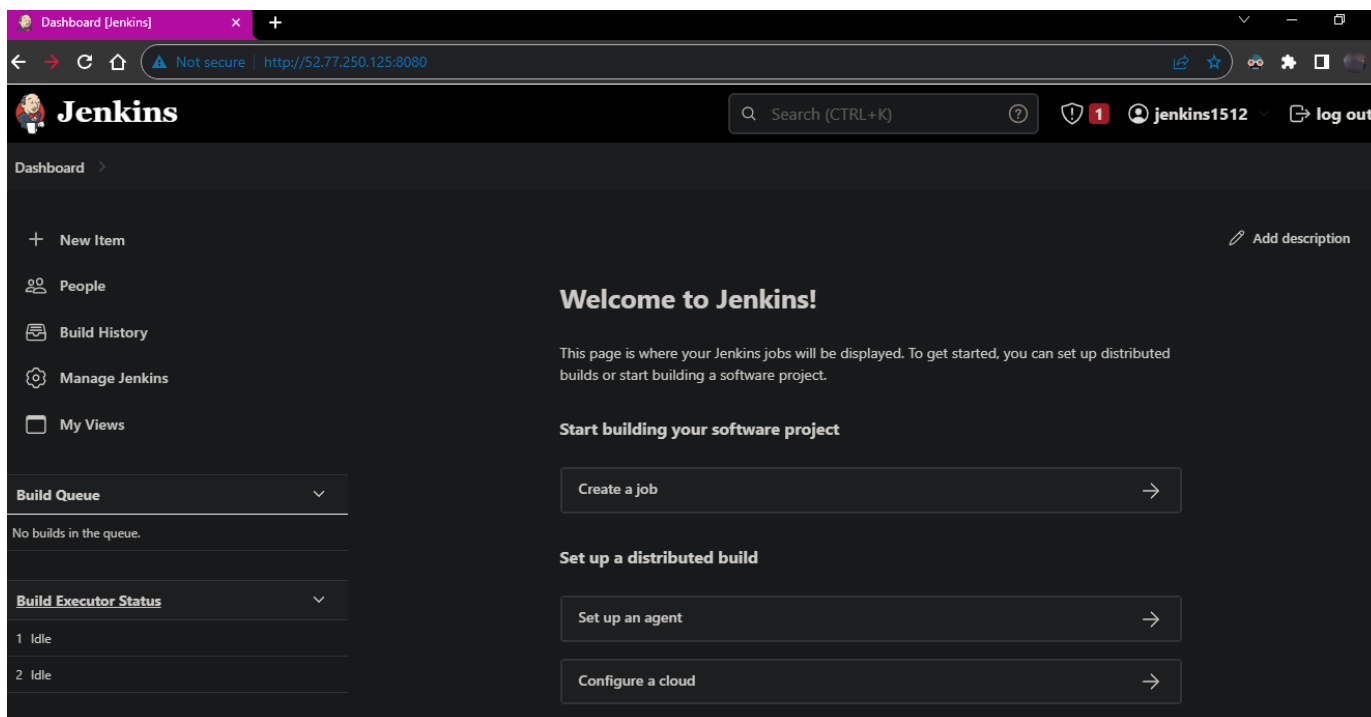 Dashboard [Jenkins]
Not secure | http://52.77.250.125:8080
Jenkins
Search (CTRL+K)
1
jenkins1512
log out
Dashboard
New Item
People
Build History
Manage Jenkins
My Views
Build Queue
No builds in the queue.
Build Executor Status
1 Idle
2 Idle
Add description
Welcome to Jenkins!
This page is where your Jenkins jobs will be displayed. To get started, you can set up distributed
builds or start building a software project.
Start building your software project
Create a job
Set up a distributed build
Set up an agent
Configure a cloud